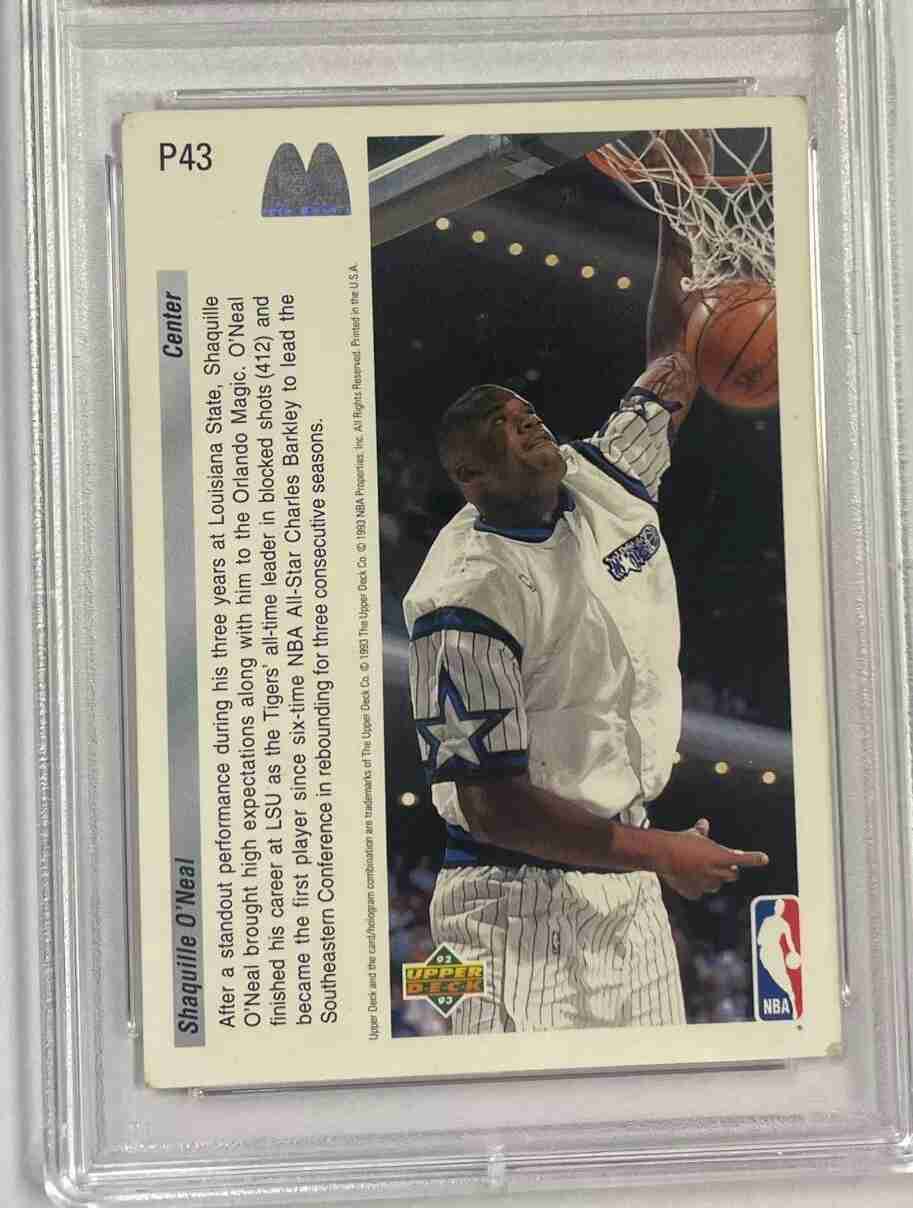 P43
Shaquille O'Neal
Center
After a standout performance during his three years at Louisiana State, Shaquille
O'Neal brought high expectations along with him to the Orlando Magic. O'Neal
finished his career at LSU as the Tigers' all-time leader in blocked shots (412) and
became the first player since six-time NBA All-Star Charles Barkley to lead the
Southeastern Conference in rebounding for three consecutive seasons.
Upper Deck and the card/hologram combination are trademarks of The Upper Deck Co. © 1993 The Upper Deck Co. © 1993 NBA Properties, Inc. All Rights Reserved. Printed in the U.S.A.
92
UPPER
DECK
93
NBA